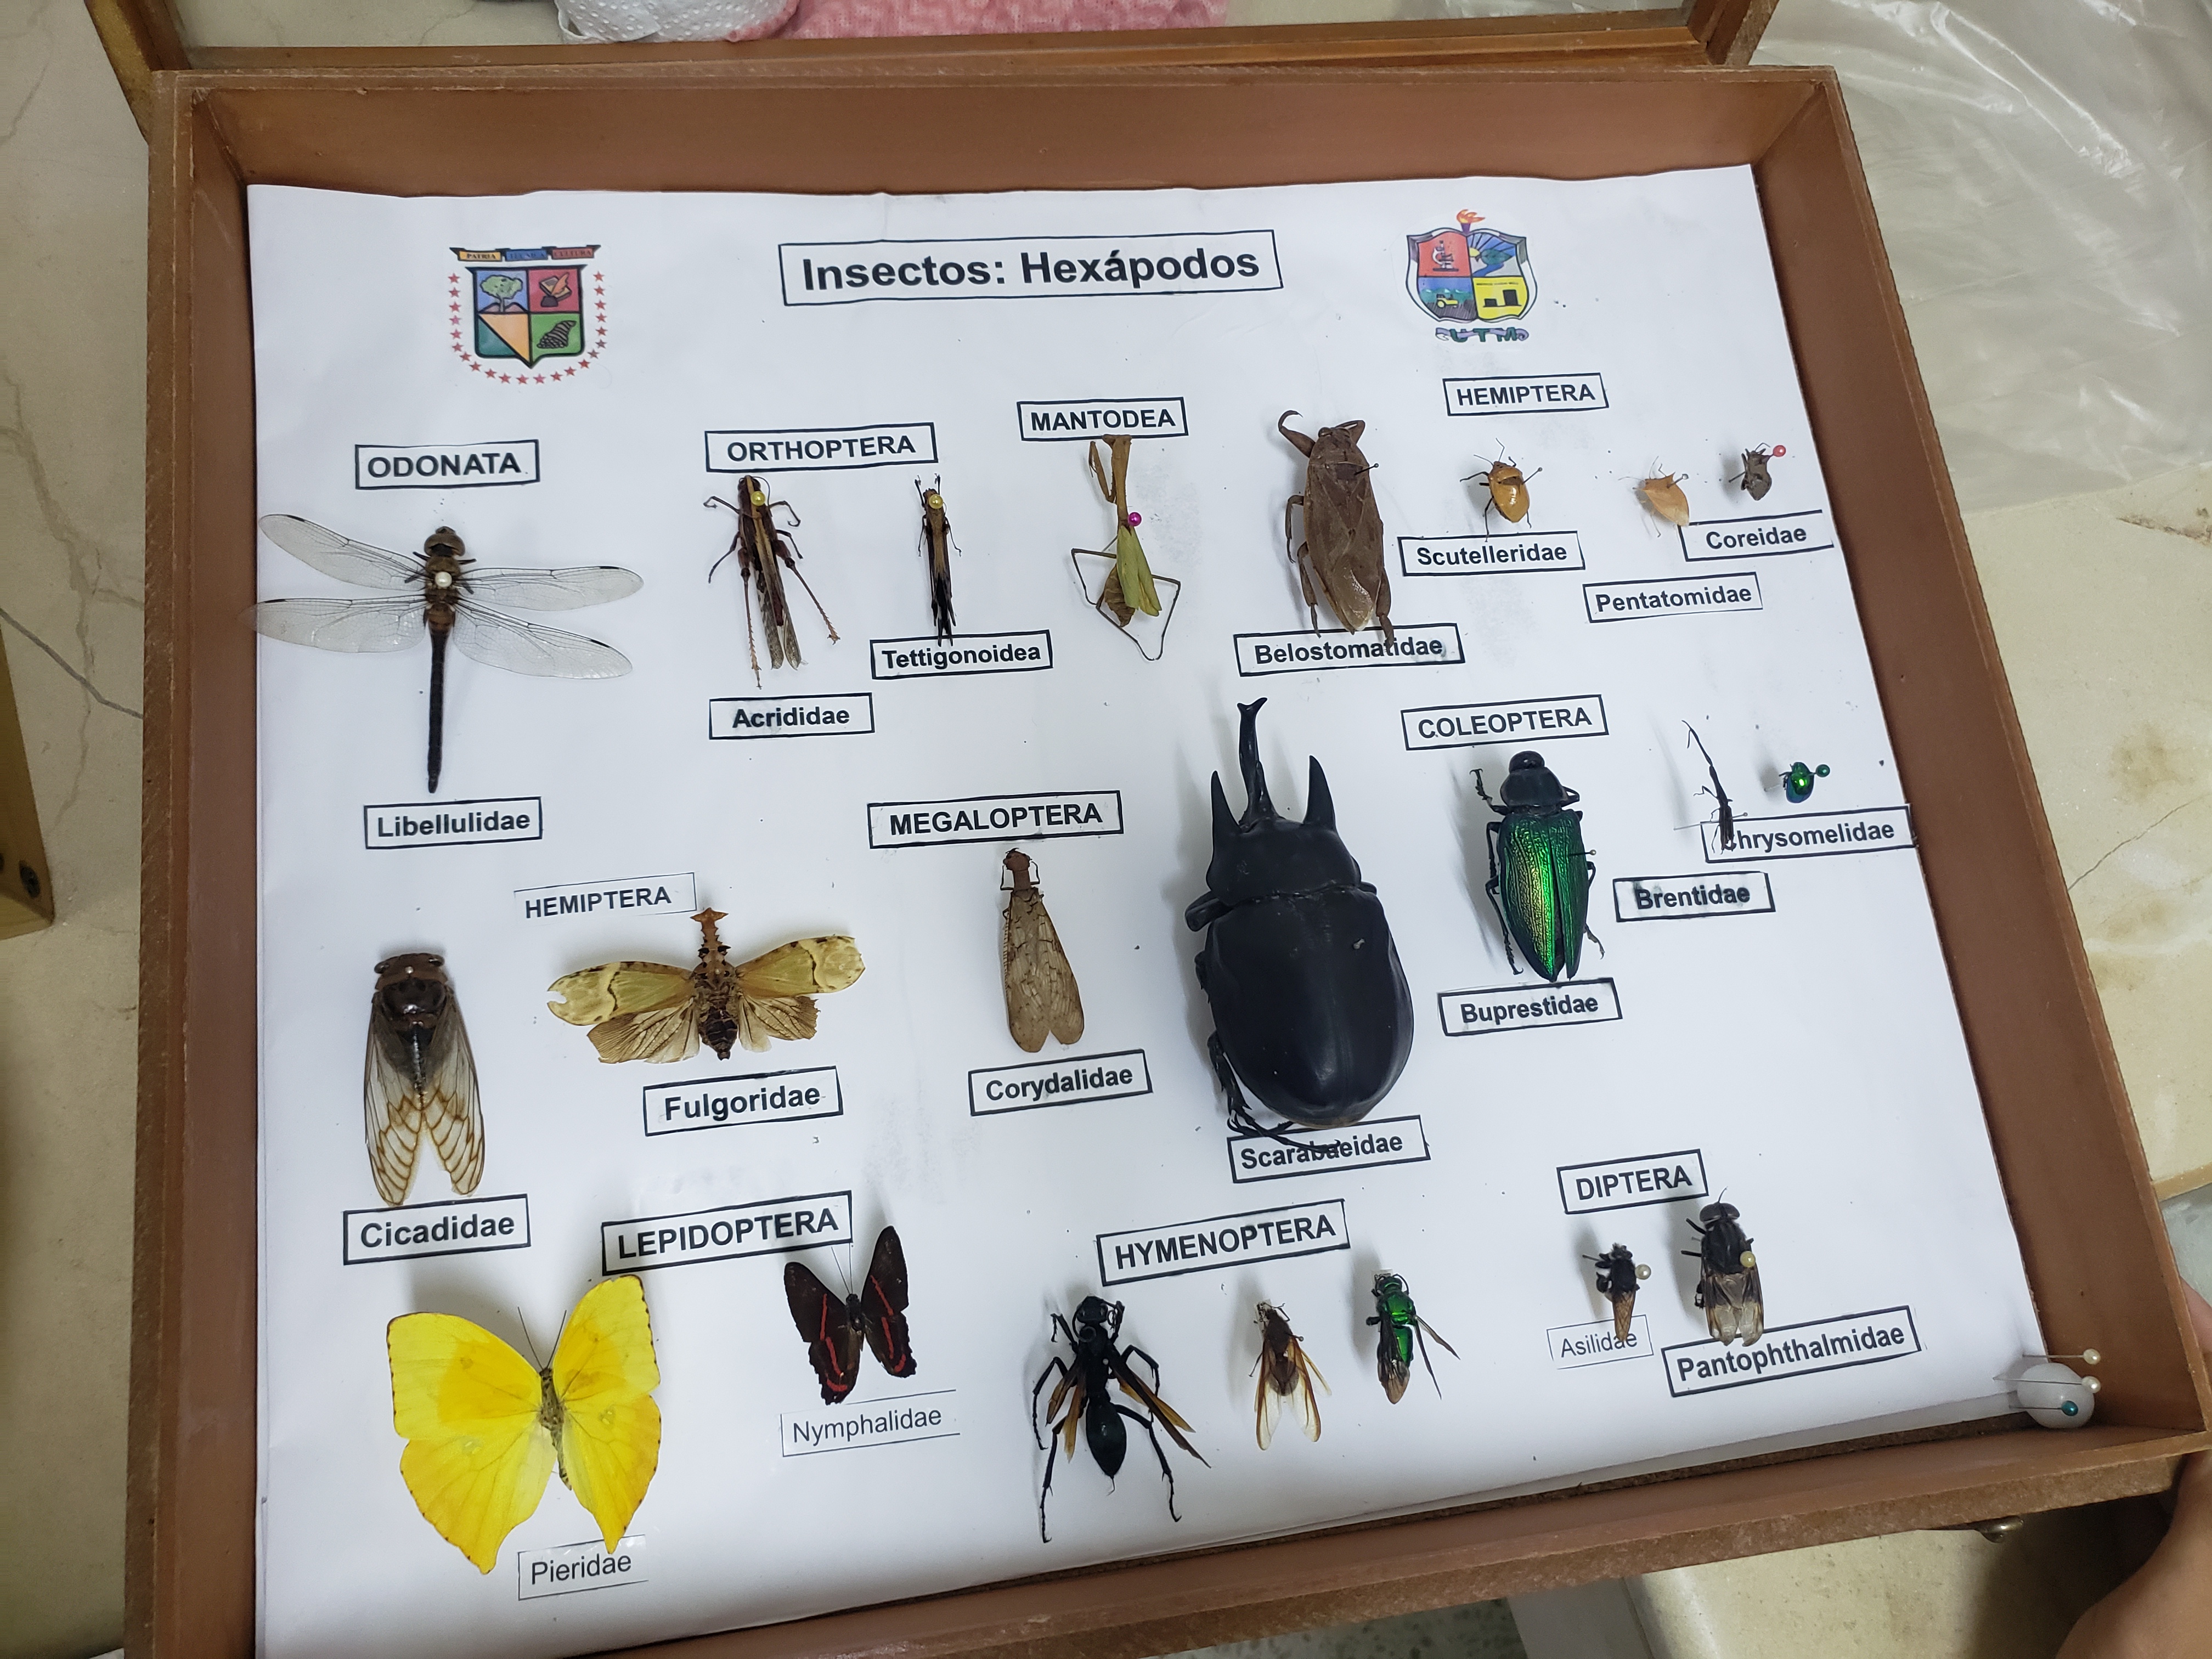 Insectos: Hexápodos
ODONATA
Libellulidae
ORTHOPTERA
Acrididae
Tettigonoidea
MANTODEA
HEMIPTERA
Belostomatidae
Scutelleridae
Pentatomidae
Coreidae
HEMIPTERA
Cicadidae
Fulgoridae
MEGALOPTERA
Corydalidae
COLEOPTERA
Scarabaeidae
Buprestidae
Brentidae
Chrysomelidae
LEPIDOPTERA
Pieridae
Nymphalidae
HYMENOPTERA
DIPTERA
Asilidae
Pantophthalmidae